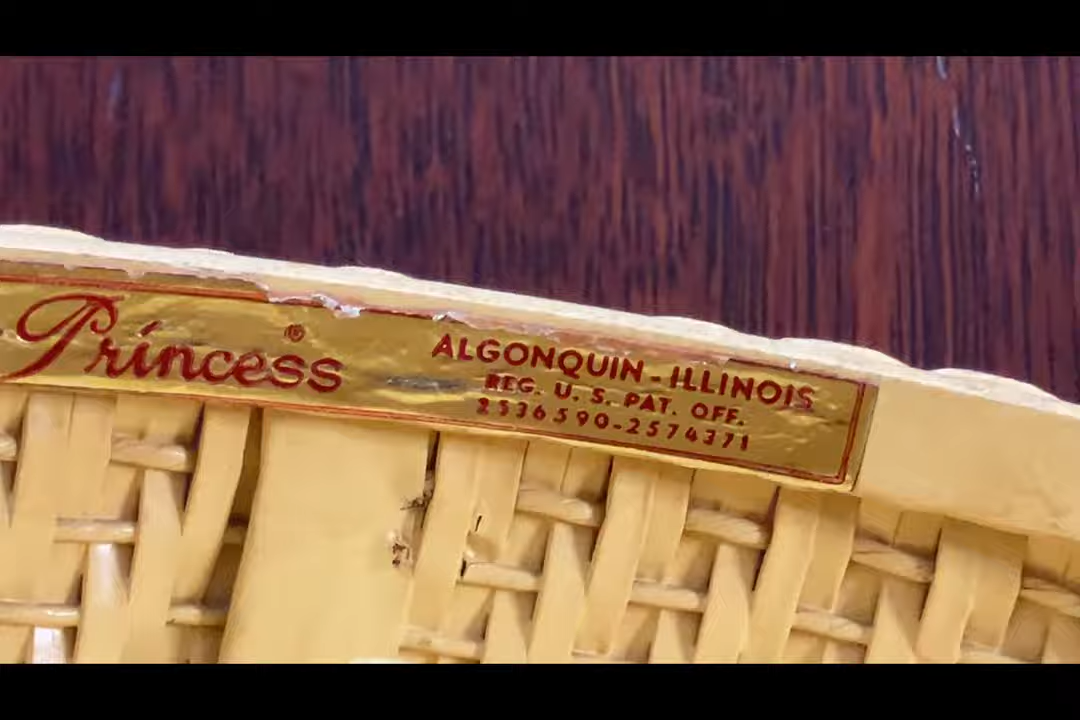 Princess®
ALGONQUIN-ILLINOIS
REG. U. S. PAT. OFF.
2536590-2574371